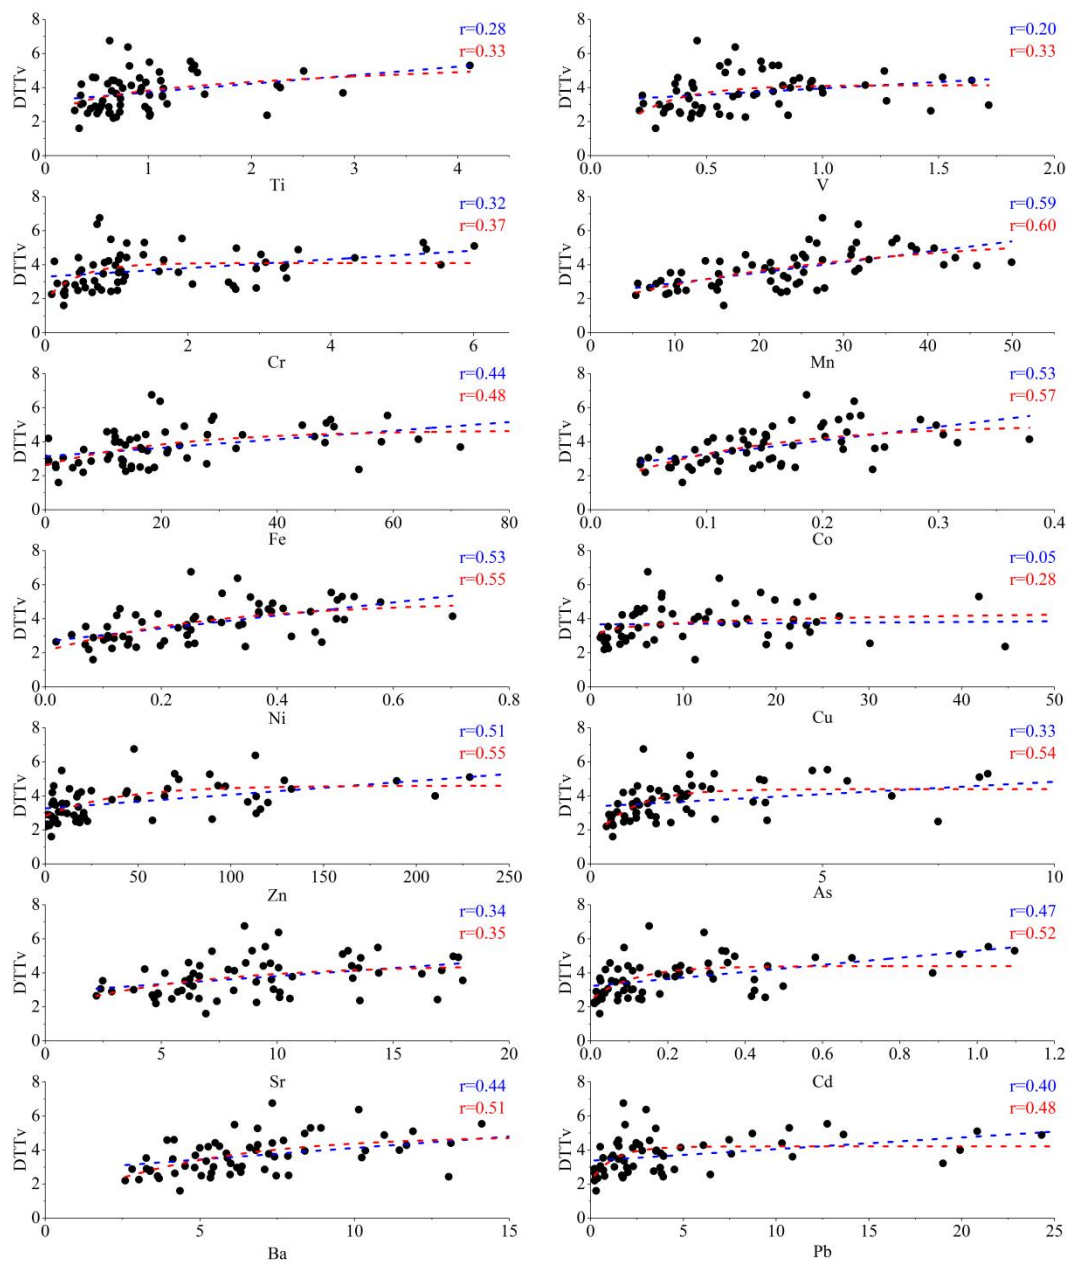 r=0.28
r=0.33
8
6
4
2
0
DTTv
0 1 2 3 4
Ti
r=0.20
r=0.33
8
6
4
2
0
DTTv
0.0 0.5 1.0 1.5 2.0
V
r=0.32
r=0.37
8
6
4
2
0
DTTv
0 2 4 6
Cr
r=0.59
r=0.60
8
6
4
2
0
DTTv
0 10 20 30 40 50
Mn
r=0.44
r=0.48
8
6
4
2
0
DTTv
0 20 40 60 80
Fe
r=0.53
r=0.57
8
6
4
2
0
DTTv
0.0 0.1 0.2 0.3 0.4
Co
r=0.53
r=0.55
8
6
4
2
0
DTTv
0.0 0.2 0.4 0.6 0.8
Ni
r=0.05
r=0.28
8
6
4
2
0
DTTv
0 10 20 30 40 50
Cu
r=0.51
r=0.55
8
6
4
2
0
DTTv
0 50 100 150 200 250
Zn
r=0.33
r=0.54
8
6
4
2
0
DTTv
0 5 10
As
r=0.34
r=0.35
8
6
4
2
0
DTTv
0 5 10 15 20
Sr
r=0.47
r=0.52
8
6
4
2
0
DTTv
0.0 0.2 0.4 0.6 0.8 1.0 1.2
Cd
r=0.44
r=0.51
8
6
4
2
0
DTTv
0 5 10 15
Ba
r=0.40
r=0.48
8
6
4
2
0
DTTv
0 5 10 15 20 25
Pb